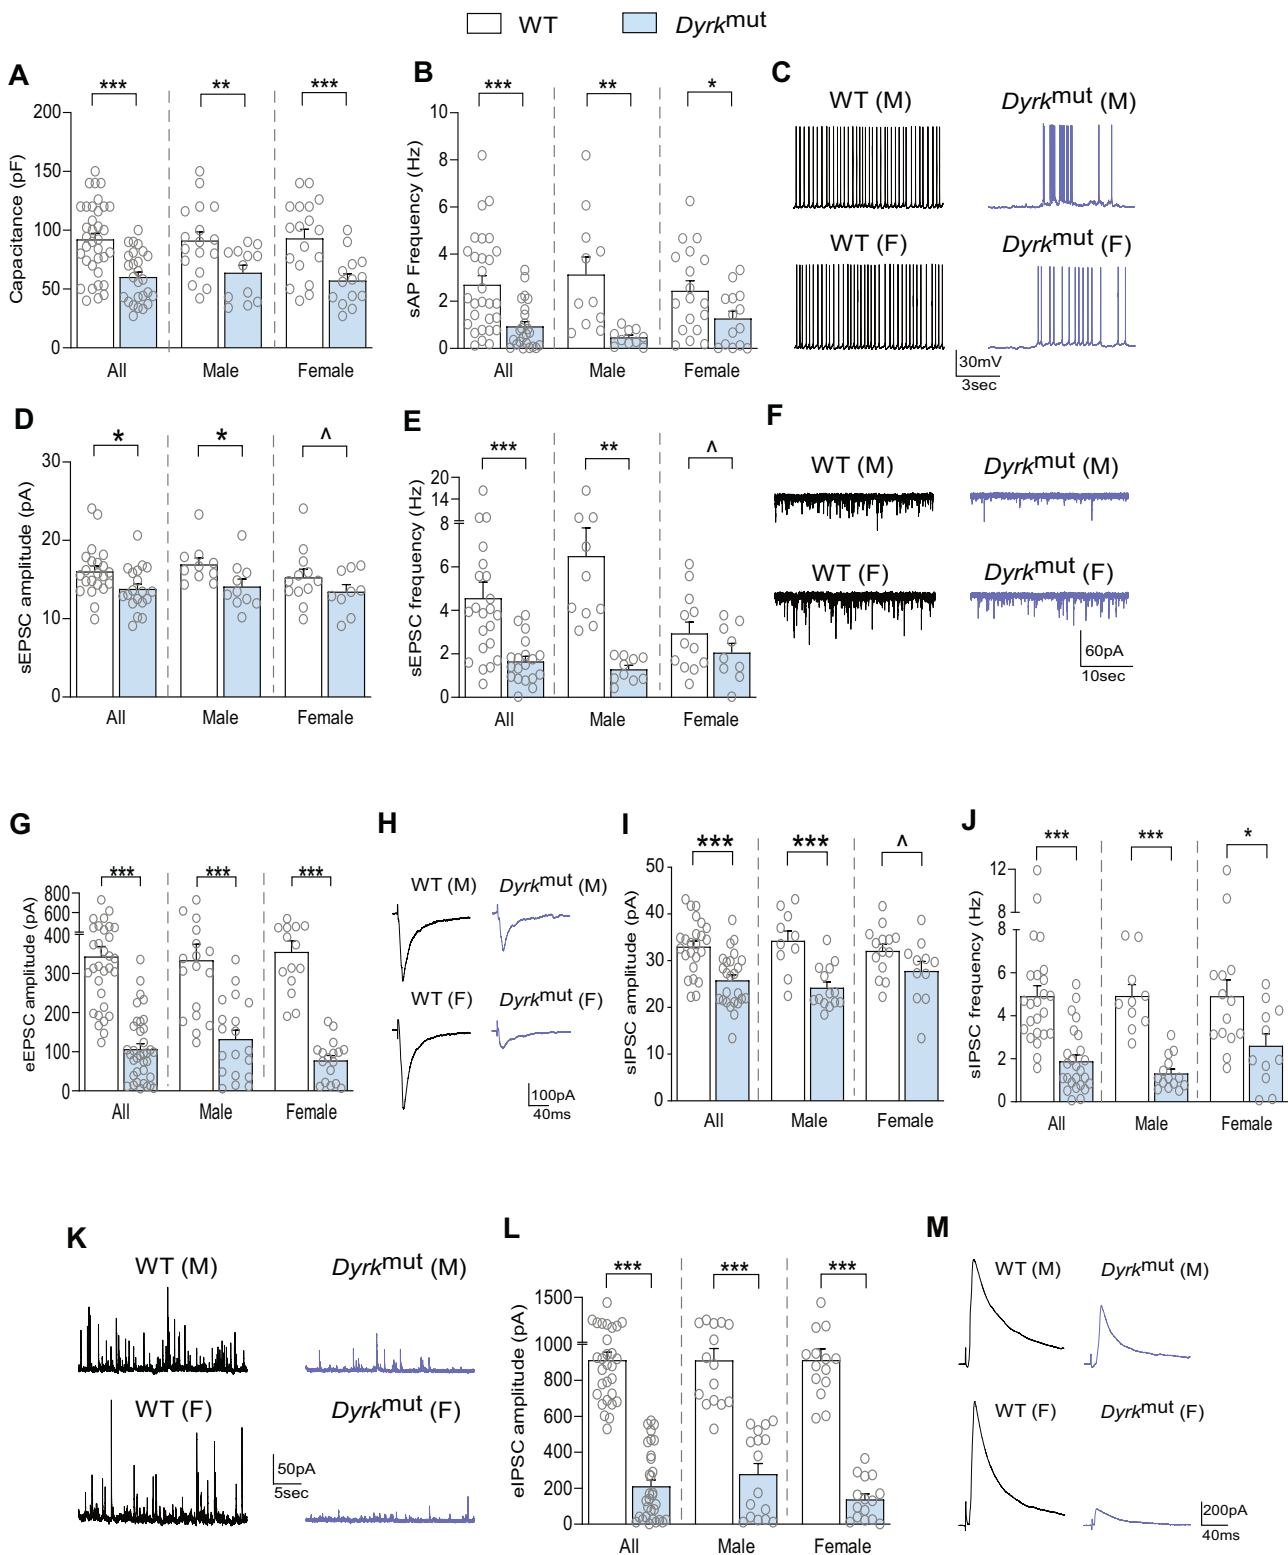 WT Dyrkmut
A
*** ** ***
Capacitance (pF)
200
150
100
50
0
All Male Female
B
*** ** *
sAP Frequency (Hz)
10
8
6
4
2
0
All Male Female
C
WT (M) Dyrkmut (M)
WT (F) Dyrkmut (F)
30mV
3sec
D
* * ^
sEPSC amplitude (pA)
30
20
10
0
All Male Female
E
*** ** ^
sEPSC frequency (Hz)
20
14
8
6
4
2
0
All Male Female
F
WT (M) Dyrkmut (M)
WT (F) Dyrkmut (F)
60pA
10sec
G
*** *** ***
eEPSC amplitude (pA)
800
600
400
300
200
100
0
All Male Female
H
WT (M) Dyrkmut (M)
WT (F) Dyrkmut (F)
100pA
40ms
I
*** *** ^
sIPSC amplitude (pA)
50
40
30
20
10
0
All Male Female
J
*** *** *
sIPSC frequency (Hz)
12
8
8
6
4
2
0
All Male Female
K
WT (M) Dyrkmut (M)
WT (F) Dyrkmut (F)
50pA
5sec
L
*** *** ***
eIPSC amplitude (pA)
1500
1000
800
600
400
200
0
All Male Female
M
WT (M) Dyrkmut (M)
WT (F) Dyrkmut (F)
200pA
40ms